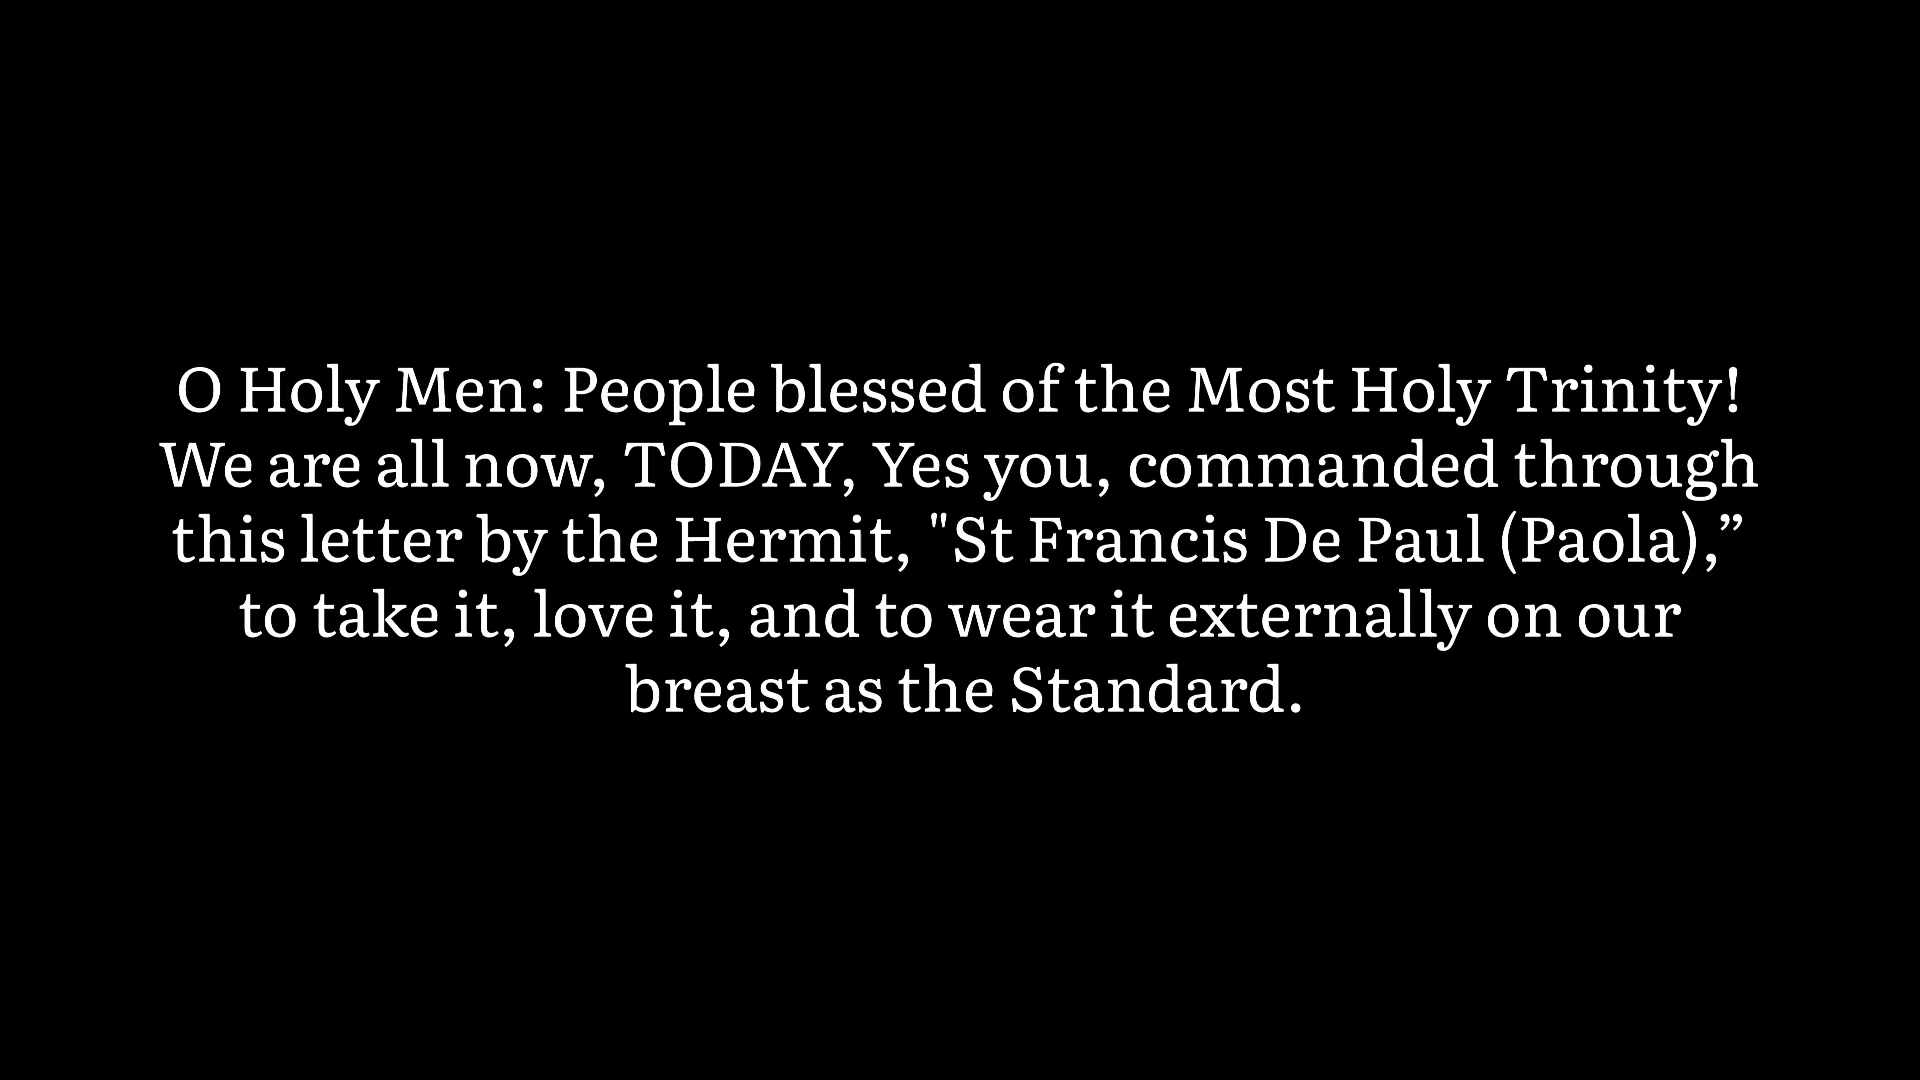 O Holy Men: People blessed of the Most Holy Trinity!
We are all now, TODAY, Yes you, commanded through
this letter by the Hermit, "St Francis De Paul (Paola),”
to take it, love it, and to wear it externally on our
breast as the Standard.